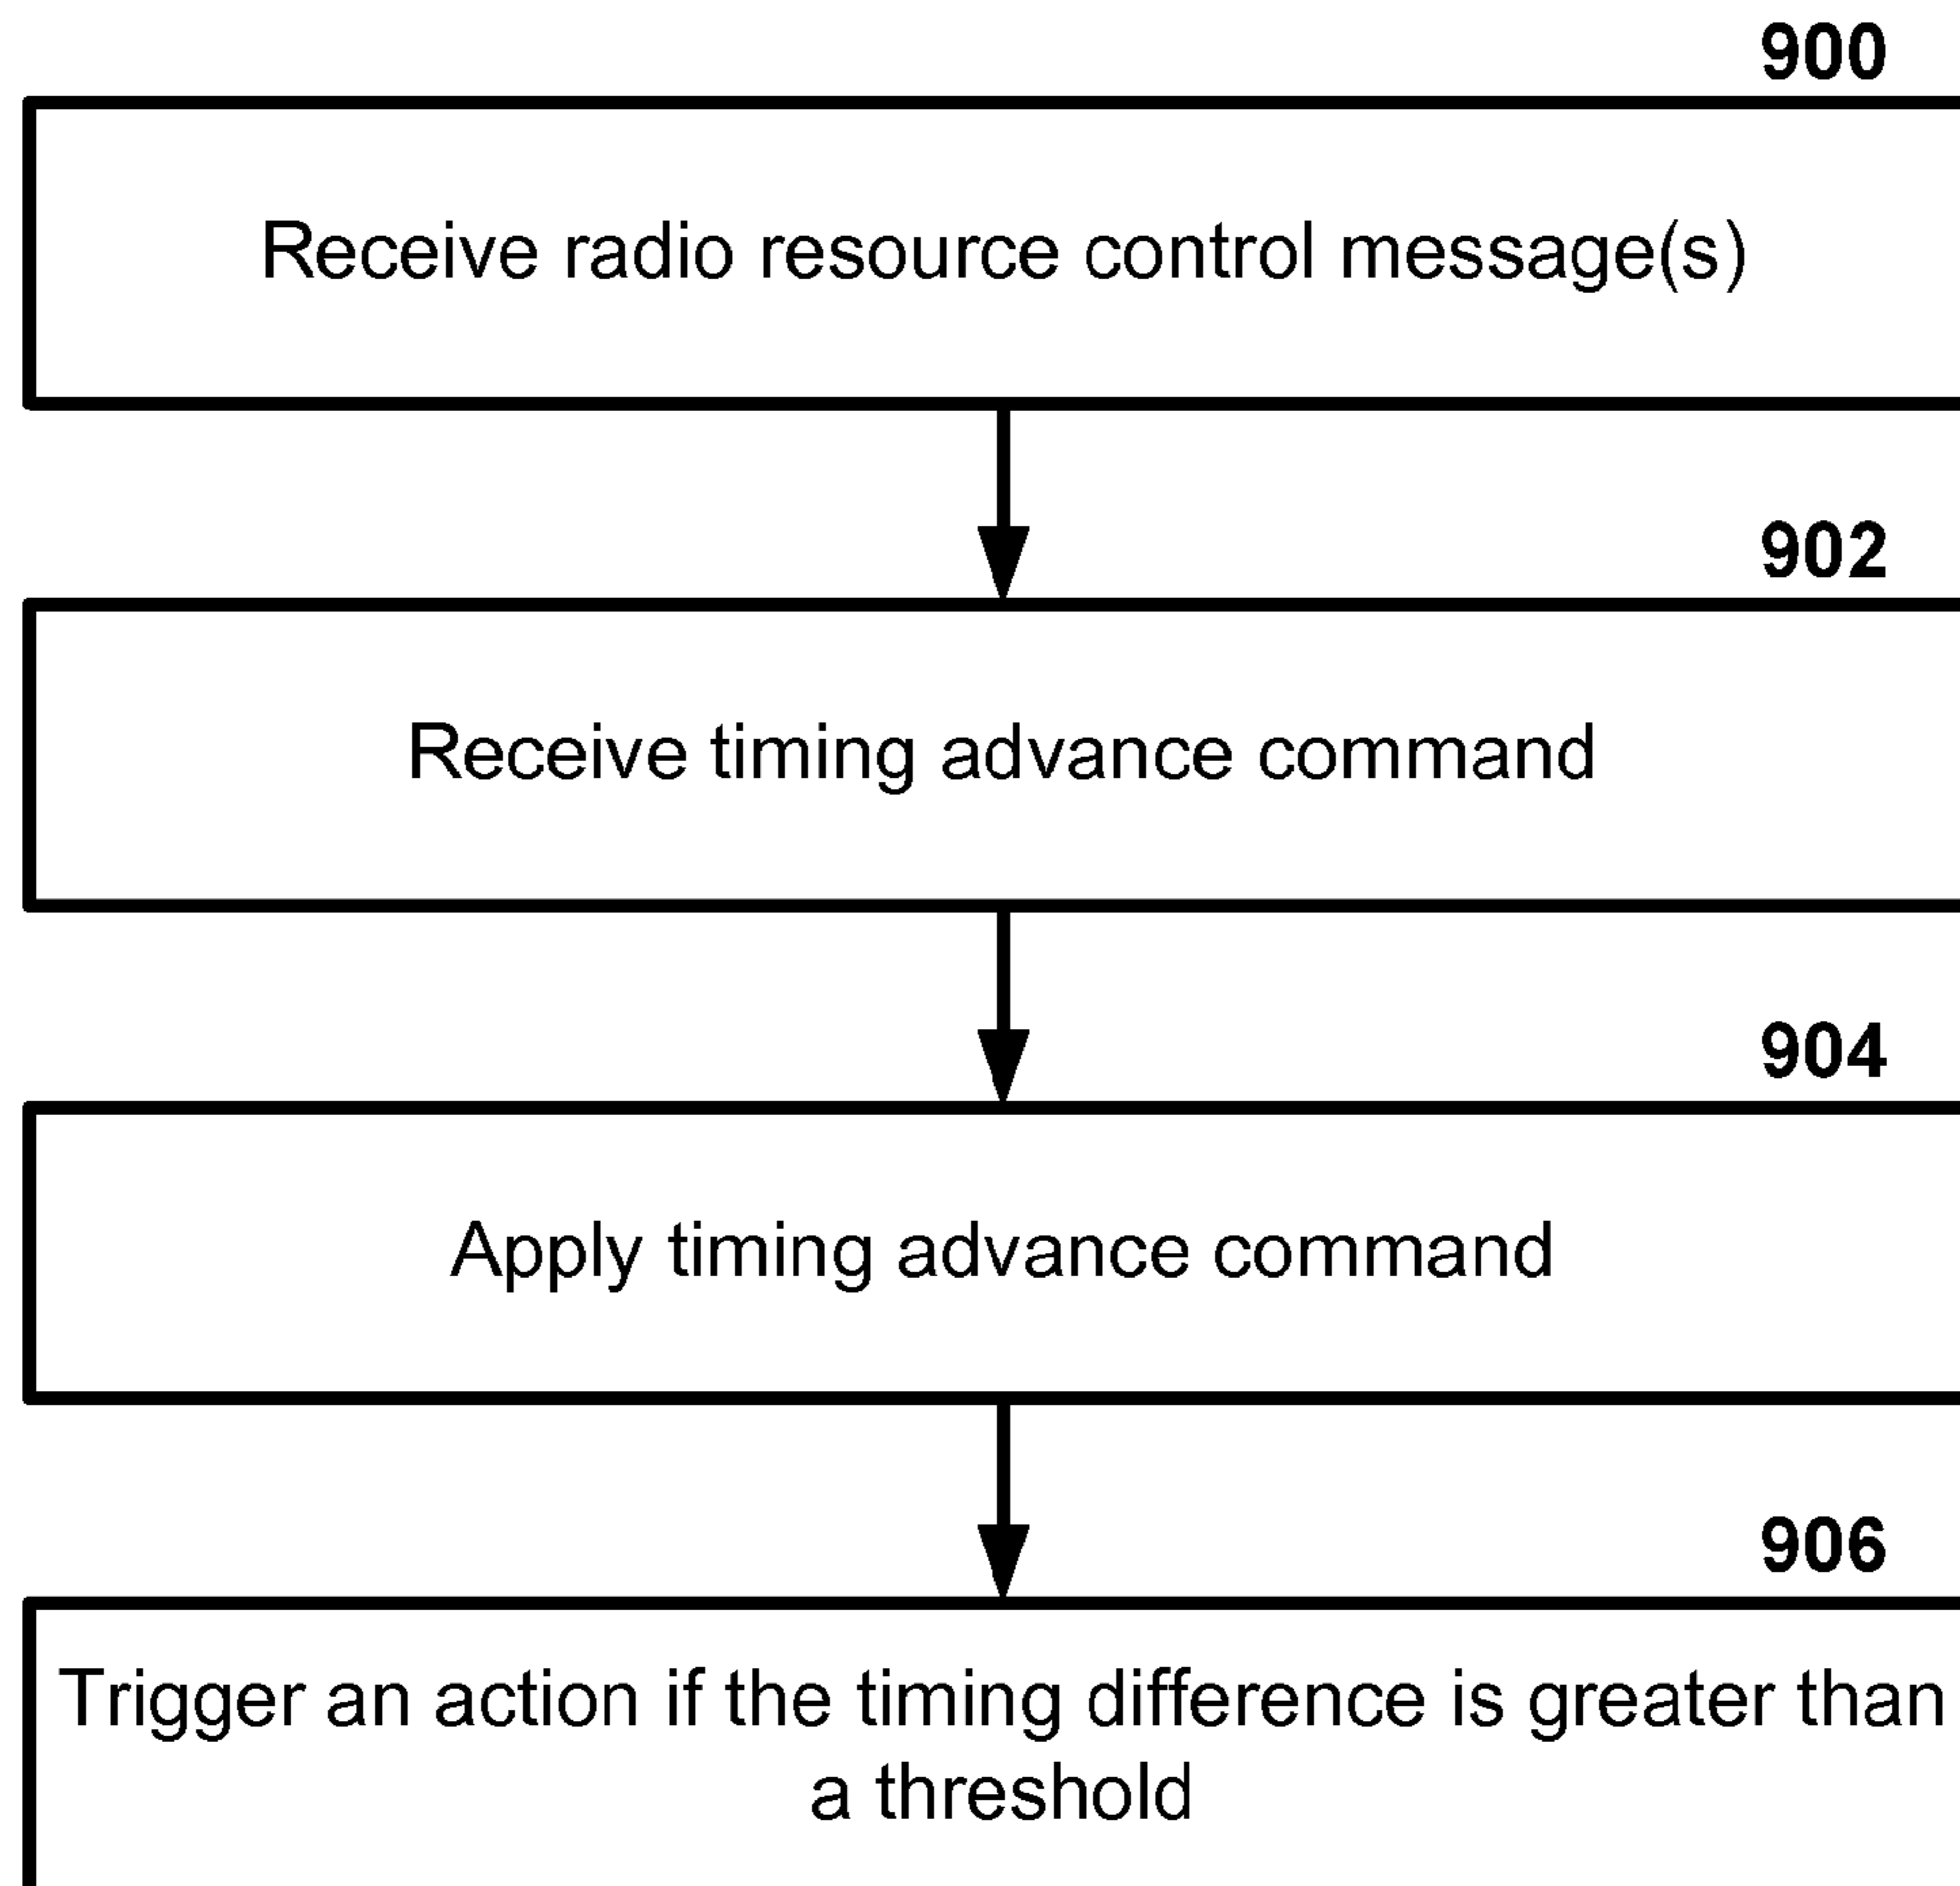 900
Receive radio resource control message(s)
902
Receive timing advance command
904
Apply timing advance command
906
Trigger an action if the timing difference is greater than
a threshold